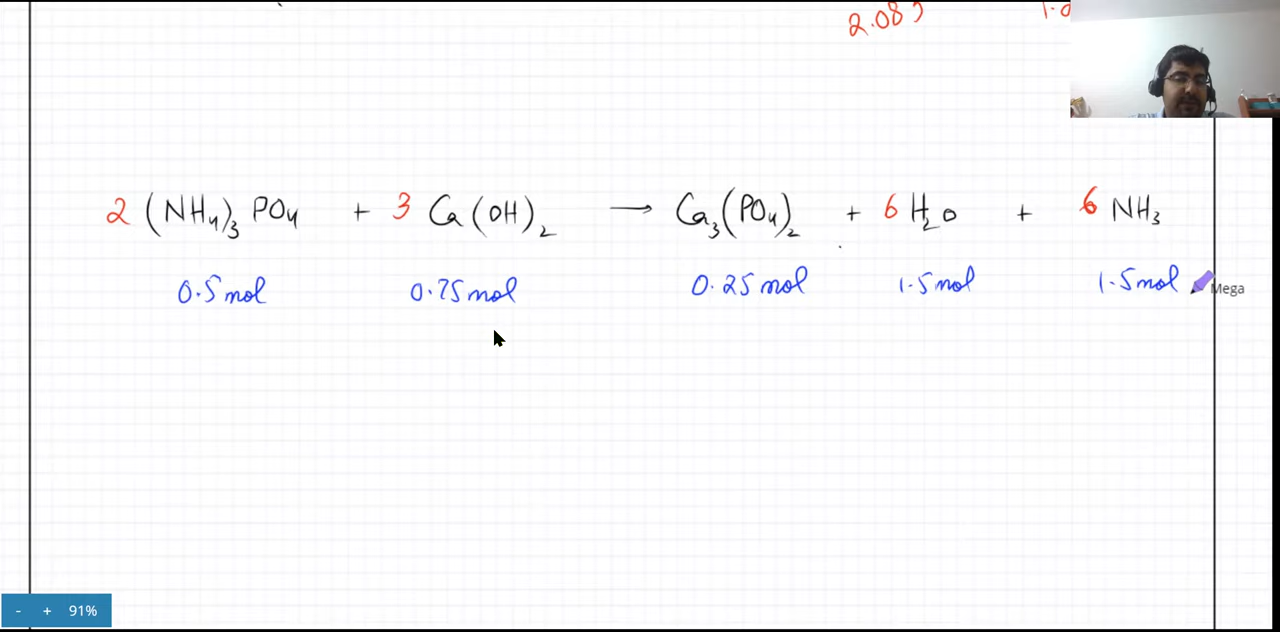 2.083
2 (NH4)3 PO4 + 3 Ca(OH)2 → Ca3(PO4)2 + 6 H2O + 6 NH3
0.5 mol 0.75 mol 0.25 mol 1.5 mol 1.5 mol Mega
- + 91%